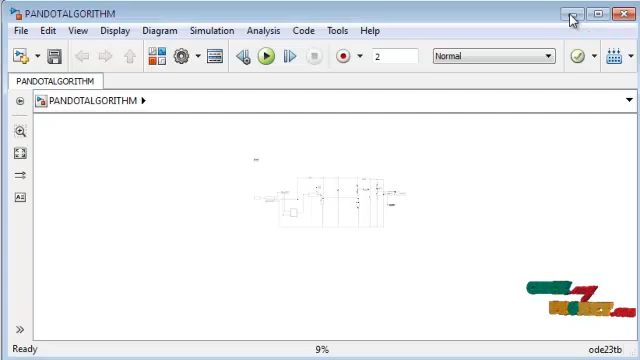 PANDOTALGORITHM
File Edit View Display Diagram Simulation Analysis Code Tools Help
2 Normal
PANDOTALGORITHM
PANDOTALGORITHM
Ready 9% ode23tb